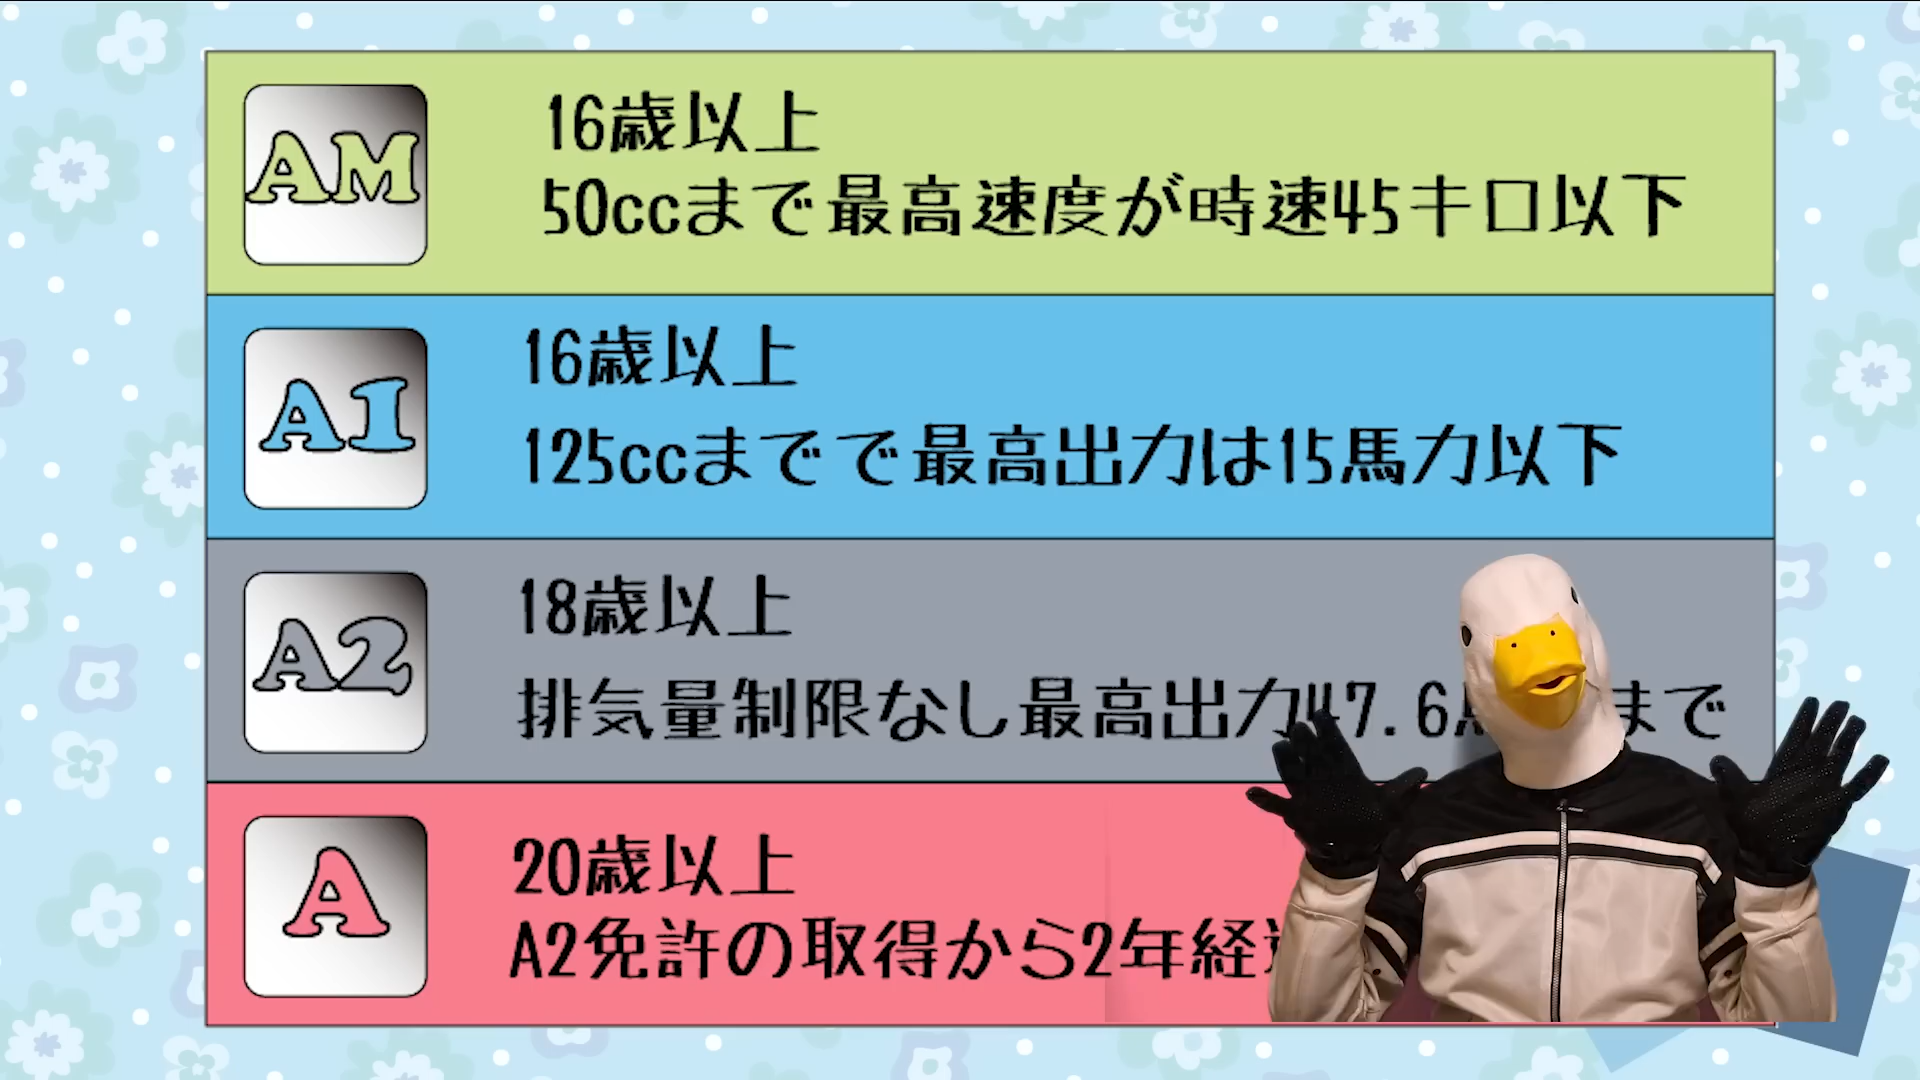 AM
16歳以上
50ccまで最高速度が時速45キロ以下
A1
16歳以上
125ccまでで最高出力は15馬力以下
A2
18歳以上
排気量制限なし最高出力47.6 まで
A
20歳以上
A2免許の取得から2年経